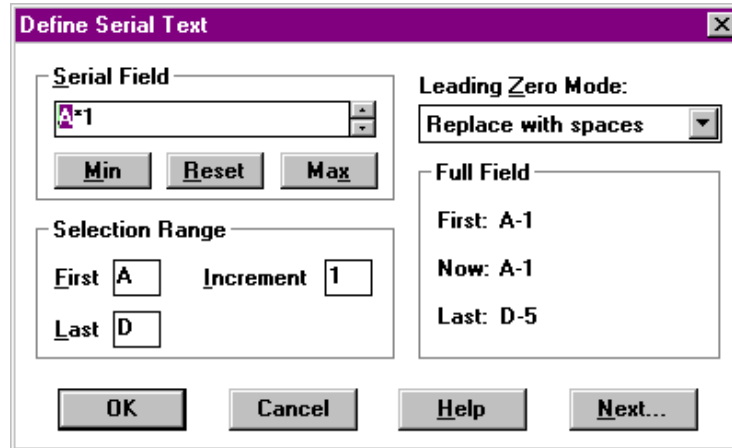 Define Serial Text
Serial Field
A*1
Min Reset Max
Selection Range
First A Increment 1
Last D
Leading Zero Mode:
Replace with spaces
Full Field
First: A-1
Now: A-1
Last: D-5
OK Cancel Help Next...